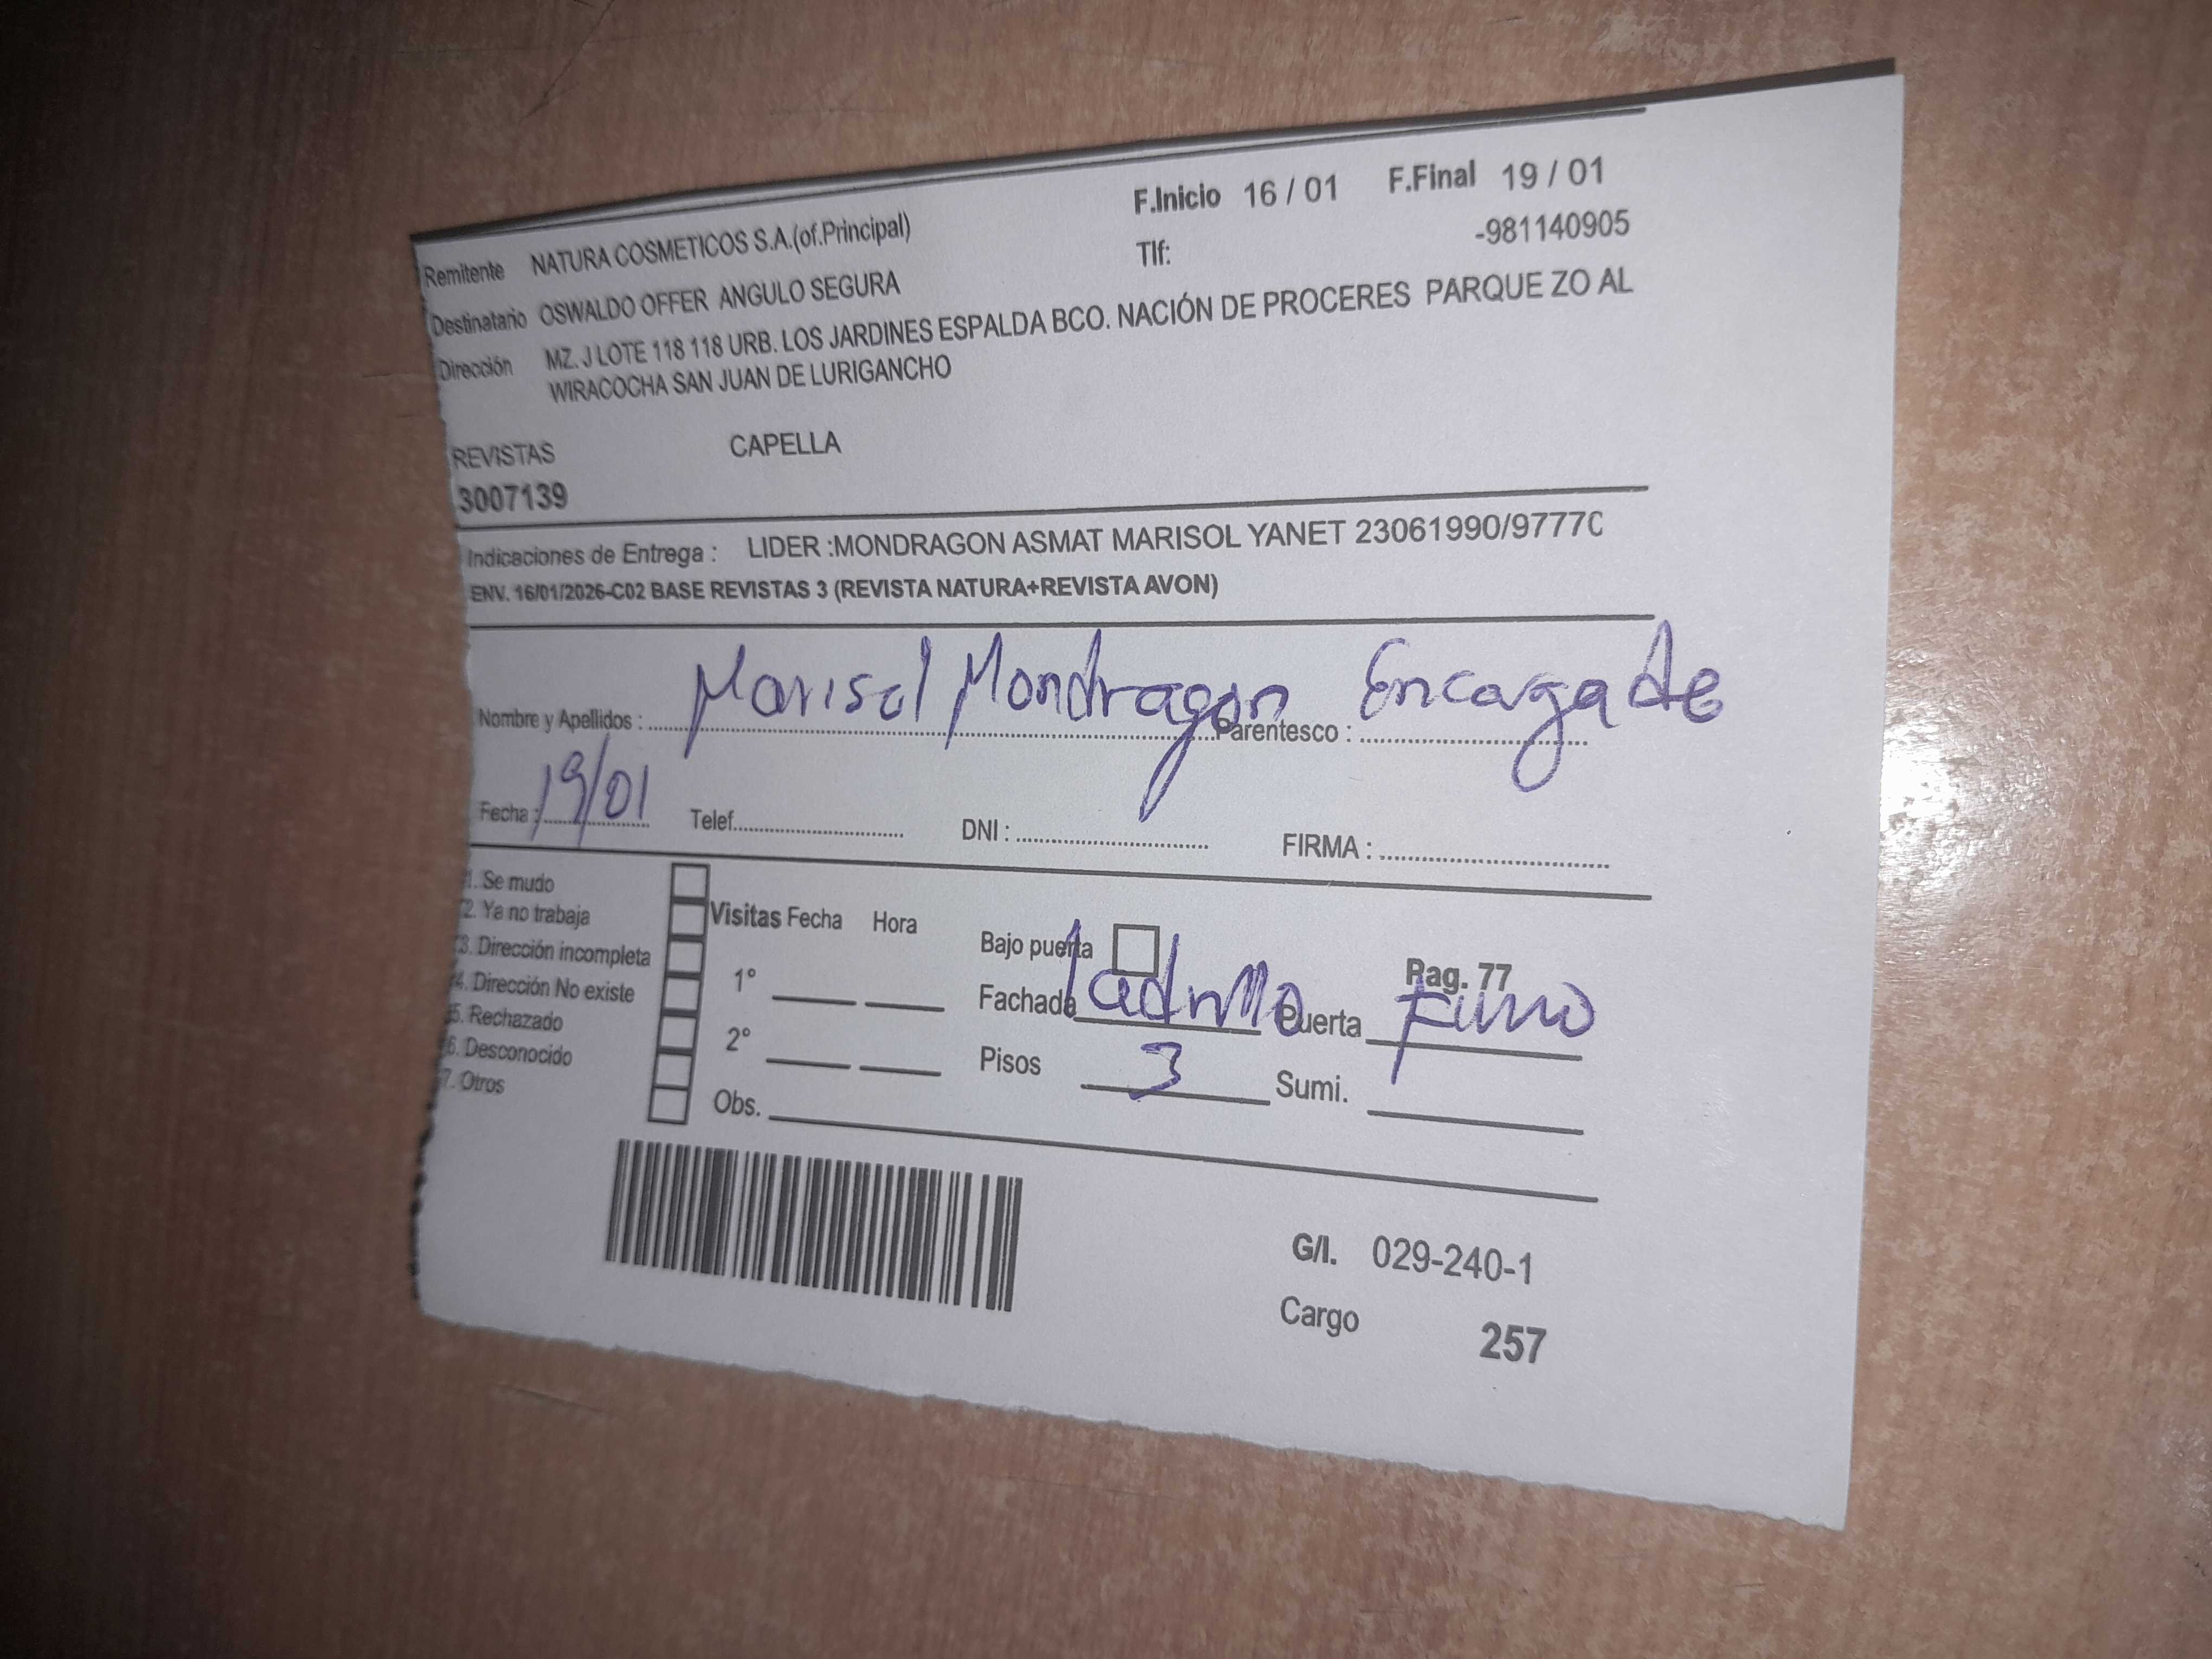 F.Inicio 16 / 01 F.Final 19 / 01
Remitente NATURA COSMETICOS S.A.(of.Principal) Tlf: -981140905
Destinatario OSWALDO OFFER ANGULO SEGURA
Dirección MZ. J LOTE 118 118 URB. LOS JARDINES ESPALDA BCO. NACIÓN DE PROCERES PARQUE ZO AL
WIRACOCHA SAN JUAN DE LURIGANCHO
REVISTAS CAPELLA
3007139
Indicaciones de Entrega : LIDER :MONDRAGON ASMAT MARISOL YANET 23061990/9777C
ENV. 16/01/2026-C02 BASE REVISTAS 3 (REVISTA NATURA+REVISTA AVON)
Nombre y Apellidos : Marisol Mondragon Parentesco :
Fecha : 19/01 Telef. DNI : FIRMA :
1. Se mudo
2. Ya no trabaja
3. Dirección incompleta
4. Dirección No existe
5. Rechazado
6. Desconocido
7. Otros
Visitas Fecha Hora
1°
2°
Obs.
Bajo puerta Rag. 77
Fachada ladrillo Puerta
Pisos 3 Sumi.
G/I. 029-240-1
Cargo 257